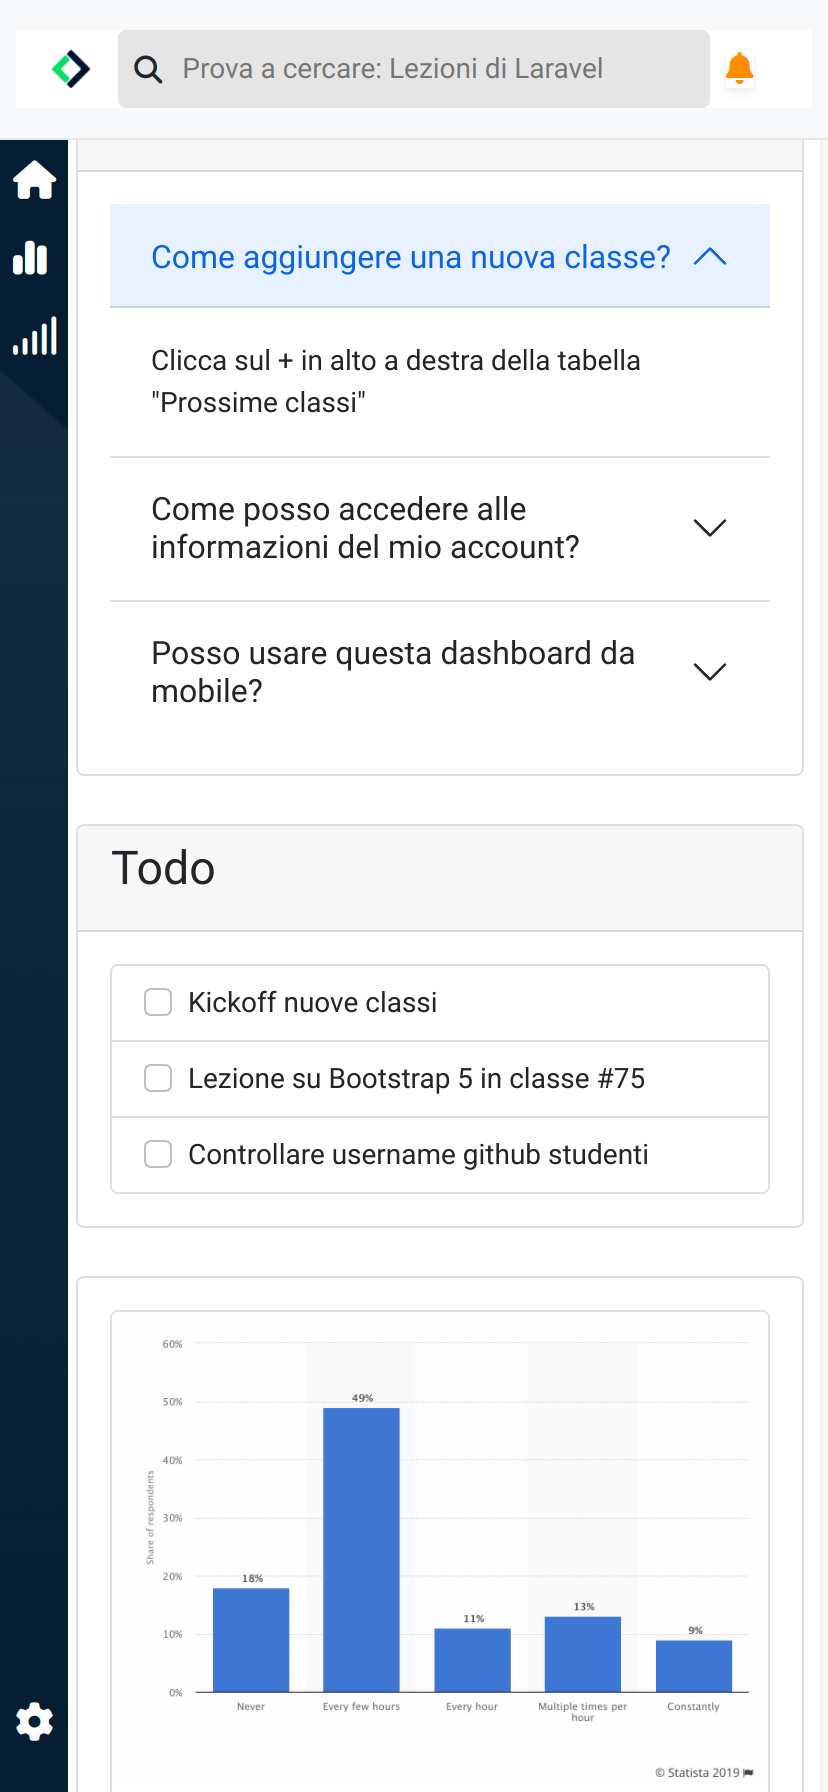 Prova a cercare: Lezioni di Laravel
Come aggiungere una nuova classe?
Clicca sul + in alto a destra della tabella
"Prossime classi"
Come posso accedere alle
informazioni del mio account?
Posso usare questa dashboard da
mobile?
Todo
Kickoff nuove classi
Lezione su Bootstrap 5 in classe #75
Controllare username github studenti
Share of respondents
60%
50%
40%
30%
20%
10%
0%
18%
49%
11%
13%
9%
Never
Every few hours
Every hour
Multiple times per
hour
Constantly
© Statista 2019